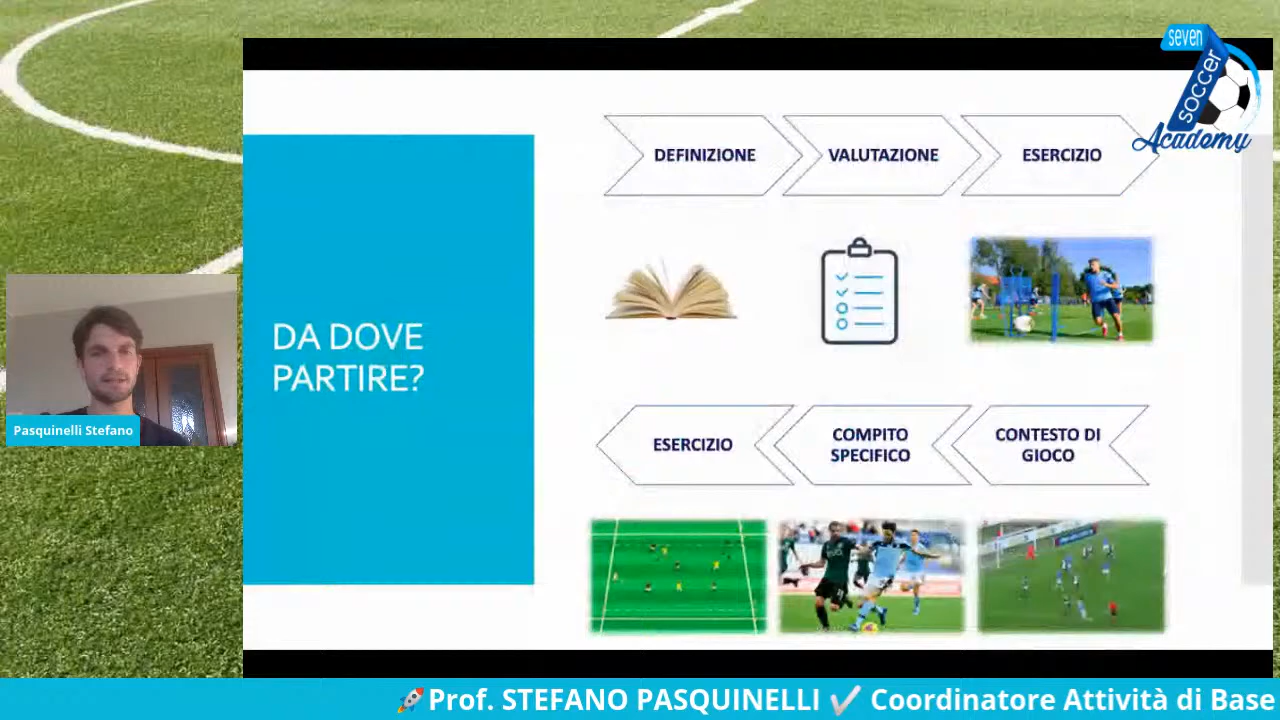 seven
SOCCER
Academy
DEFINIZIONE
VALUTAZIONE
ESERCIZIO
DA DOVE
PARTIRE?
Pasquinelli Stefano
ESERCIZIO
COMPITO
SPECIFICO
CONTESTO DI
GIOCO
🚀Prof. STEFANO PASQUINELLI ✔️ Coordinatore Attività di Base